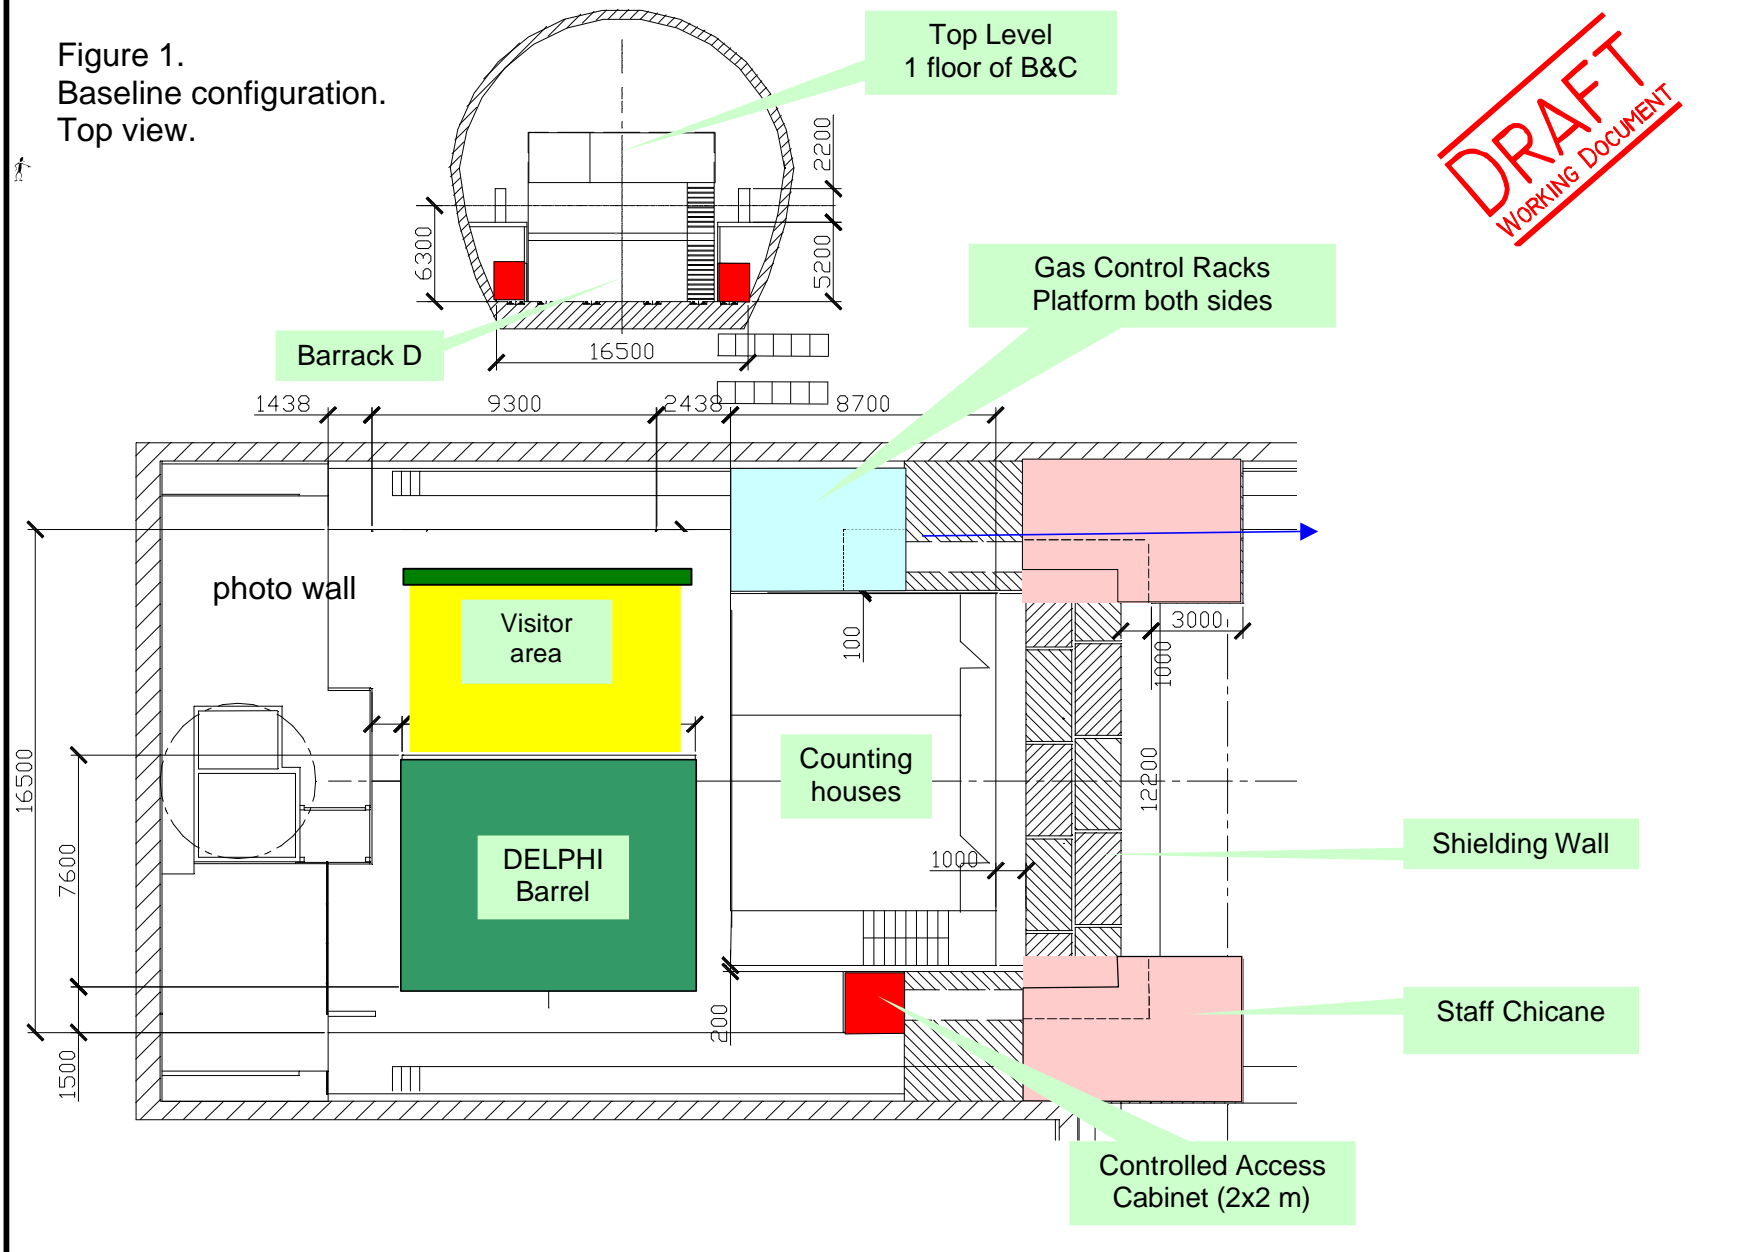 Figure 1.
Baseline configuration.
Top view.
Top Level
1 floor of B&C
DRAFT
WORKING DOCUMENT
2200
6300
5200
Gas Control Racks
Platform both sides
Barrack D
16500
1438
9300
2438
8700
photo wall
Visitor
area
100
3000
1000
16500
7600
Counting
houses
12200
DELPHI
Barrel
1000
Shielding Wall
Staff Chicane
200
1500
Controlled Access
Cabinet (2x2 m)